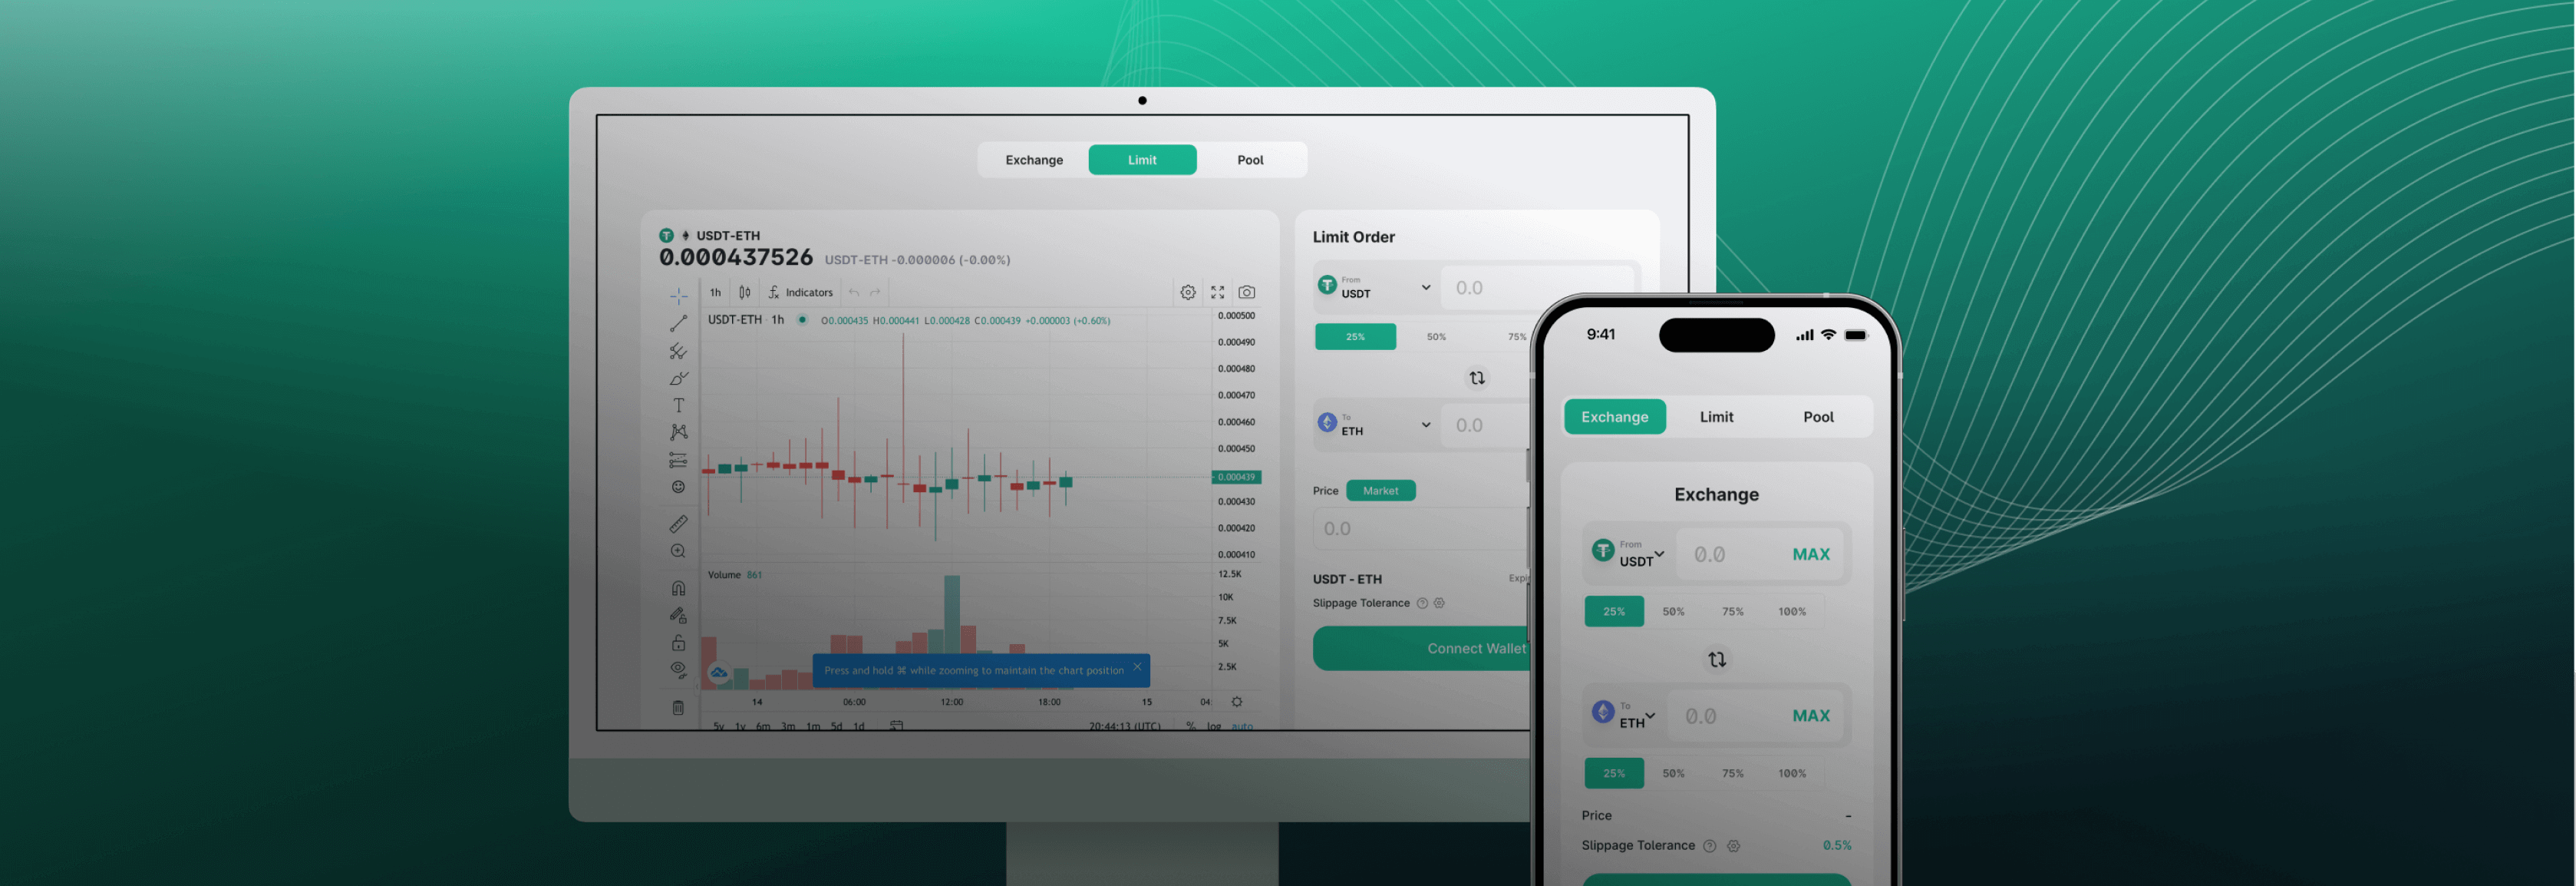 Exchange Limit Pool
USDT-ETH
0.000437526 USDT-ETH -0.000006 (-0.00%)
1h Indicators
USDT-ETH · 1h O0.000435 H0.000441 L0.000428 C0.000439 +0.000003 (+0.60%)
0.000500
0.000490
0.000480
0.000470
0.000460
0.000450
0.000439
0.000430
0.000420
0.000410
Volume 861
12.5K
10K
7.5K
5K
2.5K
Press and hold ⌘ while zooming to maintain the chart position
14 06:00 12:00 18:00 15 04:
5y 1y 6m 3m 1m 5d 1d 20:44:13 (UTC) % log auto
Limit Order
From
USDT 0.0
25% 50% 75%
To
ETH 0.0
Price Market
0.0
USDT - ETH
Slippage Tolerance
Connect Wallet
9:41
Exchange Limit Pool
Exchange
From
USDT 0.0 MAX
25% 50% 75% 100%
To
ETH 0.0 MAX
25% 50% 75% 100%
Price -
Slippage Tolerance 0.5%